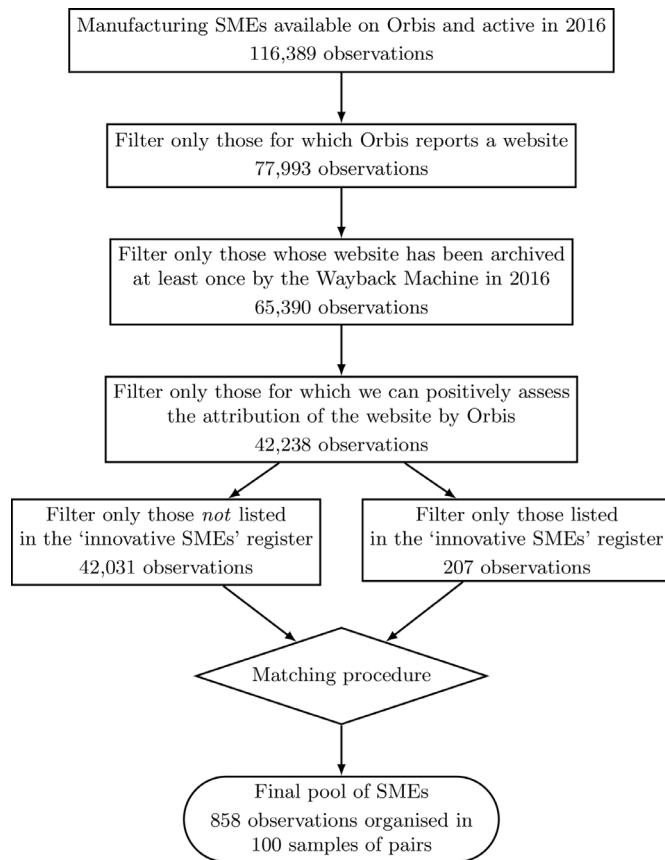 Manufacturing SMEs available on Orbis and active in 2016
116,389 observations
Filter only those for which Orbis reports a website
77,993 observations
Filter only those whose website has been archived
at least once by the Wayback Machine in 2016
65,390 observations
Filter only those for which we can positively assess
the attribution of the website by Orbis
42,238 observations
Filter only those not listed
in the ‘innovative SMEs’ register
42,031 observations
Filter only those listed
in the ‘innovative SMEs’ register
207 observations
Matching procedure
Final pool of SMEs
858 observations organised in
100 samples of pairs